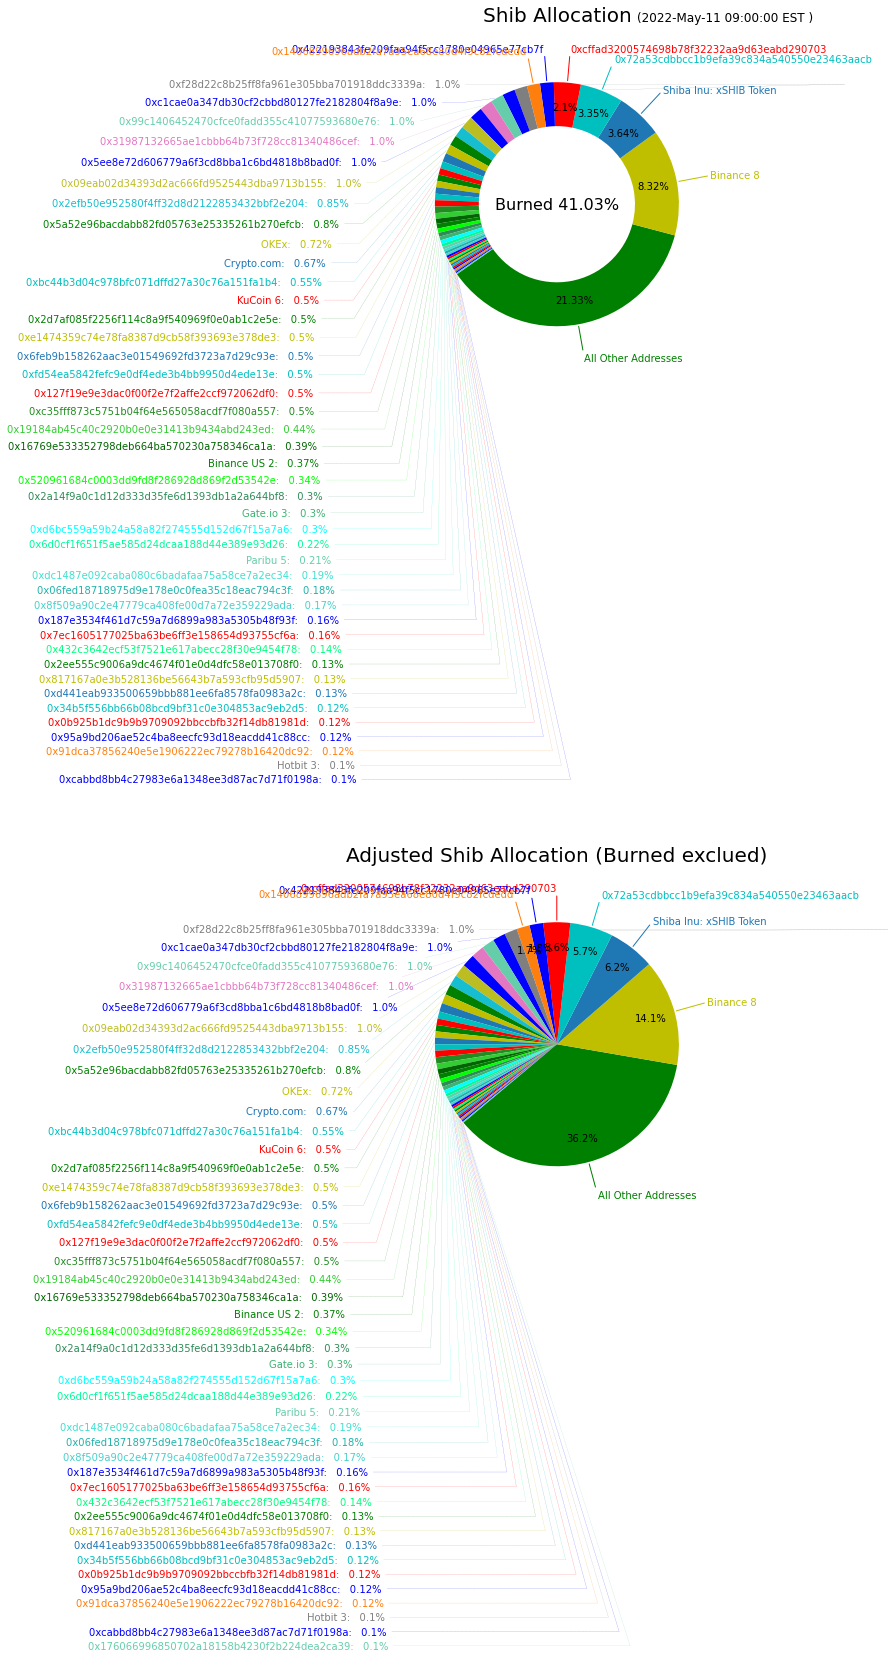 Shib Allocation (2022-May-11 09:00:00 EST )
0x422193843fe209faa94f5cc1780e04965e77cb7f
0xcffad3200574698b78f32232aa9d63eabd290703
0x72a53cdbbcc1b9efa39c834a540550e23463aacb
0xf28d22c8b25ff8fa961e305bba701918ddc3339a: 1.0%
Shiba Inu: xSHIB Token
0xc1cae0a347db30cf2cbbd80127fe2182804f8a9e: 1.0%
2.1%
3.35%
0x99c1406452470cfce0fadd355c41077593680e76: 1.0%
3.64%
0x31987132665ae1cbbb64b73f728cc81340486cef: 1.0%
0x5ee8e72d606779a6f3cd8bba1c6bd4818b8bad0f: 1.0%
Binance 8
0x09eab02d34393d2ac666fd9525443dba9713b155: 1.0%
8.32%
0x2efb50e952580f4ff32d8d2122853432bbf2e204: 0.85%
Burned 41.03%
0x5a52e96bacdabb82fd05763e25335261b270efcb: 0.8%
OKEx: 0.72%
Crypto.com: 0.67%
0xbc44b3d04c978bfc071dffd27a30c76a151fa1b4: 0.55%
KuCoin 6: 0.5%
21.33%
0x2d7af085f2256f114c8a9f540969f0e0ab1c2e5e: 0.5%
0xe1474359c74e78fa8387d9cb58f393693e378de3: 0.5%
0x6feb9b158262aac3e01549692fd3723a7d29c93e: 0.5%
All Other Addresses
0xfd54ea5842fefc9e0df4ede3b4bb9950d4ede13e: 0.5%
0x127f19e9e3dac0f00f2e7f2affe2ccf972062df0: 0.5%
0xc35fff873c5751b04f64e565058acdf7f080a557: 0.5%
0x19184ab45c40c2920b0e0e31413b9434abd243ed: 0.44%
0x16769e533352798deb664ba570230a758346ca1a: 0.39%
Binance US 2: 0.37%
0x520961684c0003dd9fd8f286928d869f2d53542e: 0.34%
0x2a14f9a0c1d12d333d35fe6d1393db1a2a644bf8: 0.3%
Gate.io 3: 0.3%
0xd6bc559a59b24a58a82f274555d152d67f15a7a6: 0.3%
0x6d0cf1f651f5ae585d24dcaa188d44e389e93d26: 0.22%
Paribu 5: 0.21%
0xdc1487e092caba080c6badafaa75a58ce7a2ec34: 0.19%
0x06fed18718975d9e178e0c0fea35c18eac794c3f: 0.18%
0x8f509a90c2e47779ca408fe00d7a72e359229ada: 0.17%
0x187e3534f461d7c59a7d6899a983a5305b48f93f: 0.16%
0x7ec1605177025ba63be6ff3e158654d93755cf6a: 0.16%
0x432c3642ecf53f7521e617abecc28f30e9454f78: 0.14%
0x2ee555c9006a9dc4674f01e0d4dfc58e013708f0: 0.13%
0x817167a0e3b528136be56643b7a593cfb95d5907: 0.13%
0xd441eab933500659bbb881ee6fa8578fa0983a2c: 0.13%
0x34b5f556bb66b08bcd9bf31c0e304853ac9eb2d5: 0.12%
0x0b925b1dc9b9b9709092bbccbfb32f14db81981d: 0.12%
0x95a9bd206ae52c4ba8eecfc93d18eacdd41c88cc: 0.12%
0x91dca37856240e5e1906222ec79278b16420dc92: 0.12%
Hotbit 3: 0.1%
0xcabbd8bb4c27983e6a1348ee3d87ac7d71f0198a: 0.1%
Adjusted Shib Allocation (Burned exclued)
0x72a53cdbbcc1b9efa39c834a540550e23463aacb
Shiba Inu: xSHIB Token
0xf28d22c8b25ff8fa961e305bba701918ddc3339a: 1.0%
0xc1cae0a347db30cf2cbbd80127fe2182804f8a9e: 1.0%
5.7%
0x99c1406452470cfce0fadd355c41077593680e76: 1.0%
6.2%
0x31987132665ae1cbbb64b73f728cc81340486cef: 1.0%
Binance 8
0x5ee8e72d606779a6f3cd8bba1c6bd4818b8bad0f: 1.0%
14.1%
0x09eab02d34393d2ac666fd9525443dba9713b155: 1.0%
0x2efb50e952580f4ff32d8d2122853432bbf2e204: 0.85%
0x5a52e96bacdabb82fd05763e25335261b270efcb: 0.8%
OKEx: 0.72%
Crypto.com: 0.67%
0xbc44b3d04c978bfc071dffd27a30c76a151fa1b4: 0.55%
36.2%
KuCoin 6: 0.5%
0x2d7af085f2256f114c8a9f540969f0e0ab1c2e5e: 0.5%
0xe1474359c74e78fa8387d9cb58f393693e378de3: 0.5%
All Other Addresses
0x6feb9b158262aac3e01549692fd3723a7d29c93e: 0.5%
0xfd54ea5842fefc9e0df4ede3b4bb9950d4ede13e: 0.5%
0x127f19e9e3dac0f00f2e7f2affe2ccf972062df0: 0.5%
0xc35fff873c5751b04f64e565058acdf7f080a557: 0.5%
0x19184ab45c40c2920b0e0e31413b9434abd243ed: 0.44%
0x16769e533352798deb664ba570230a758346ca1a: 0.39%
Binance US 2: 0.37%
0x520961684c0003dd9fd8f286928d869f2d53542e: 0.34%
0x2a14f9a0c1d12d333d35fe6d1393db1a2a644bf8: 0.3%
Gate.io 3: 0.3%
0xd6bc559a59b24a58a82f274555d152d67f15a7a6: 0.3%
0x6d0cf1f651f5ae585d24dcaa188d44e389e93d26: 0.22%
Paribu 5: 0.21%
0xdc1487e092caba080c6badafaa75a58ce7a2ec34: 0.19%
0x06fed18718975d9e178e0c0fea35c18eac794c3f: 0.18%
0x8f509a90c2e47779ca408fe00d7a72e359229ada: 0.17%
0x187e3534f461d7c59a7d6899a983a5305b48f93f: 0.16%
0x7ec1605177025ba63be6ff3e158654d93755cf6a: 0.16%
0x432c3642ecf53f7521e617abecc28f30e9454f78: 0.14%
0x2ee555c9006a9dc4674f01e0d4dfc58e013708f0: 0.13%
0x817167a0e3b528136be56643b7a593cfb95d5907: 0.13%
0xd441eab933500659bbb881ee6fa8578fa0983a2c: 0.13%
0x34b5f556bb66b08bcd9bf31c0e304853ac9eb2d5: 0.12%
0x0b925b1dc9b9b9709092bbccbfb32f14db81981d: 0.12%
0x95a9bd206ae52c4ba8eecfc93d18eacdd41c88cc: 0.12%
0x91dca37856240e5e1906222ec79278b16420dc92: 0.12%
Hotbit 3: 0.1%
0xcabbd8bb4c27983e6a1348ee3d87ac7d71f0198a: 0.1%
0x176066996850702a18158b4230f2b224dea2ca39: 0.1%